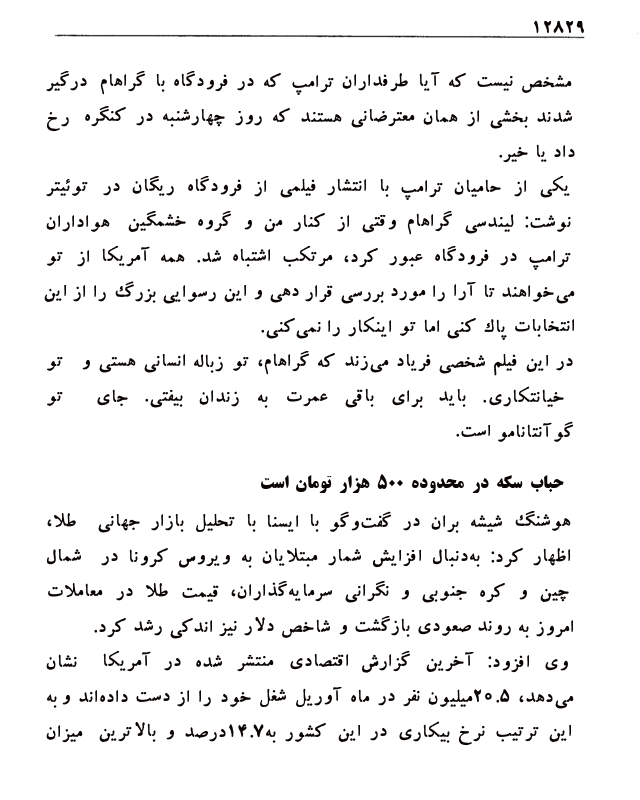 ۱۲۸۲۹
مشخص نیست که آیا طرفداران ترامپ که در فرودگاه با گراهام درگیر
شدند بخشی از همان معترضانی هستند که روز چهارشنبه در کنگره رخ
داد یا خیر.
یکی از حامیان ترامپ با انتشار فیلمی از فرودگاه ریگان در توئیتر
نوشت: لیندسی گراهام وقتی از کنار من و گروه خشمگین هواداران
ترامپ در فرودگاه عبور کرد، مرتکب اشتباه شد. همه آمریکا از تو
می‌خواهند تا آرا را مورد بررسی قرار دهی و این رسوایی بزرگ را از این
انتخابات پاک کنی اما تو اینکار را نمی‌کنی.
در این فیلم شخصی فریاد می‌زند که گراهام، تو زباله انسانی هستی و تو
خیانتکاری. باید برای باقی عمرت به زندان بیفتی. جای تو
گوآنتانامو است.
حباب سکه در محدوده ۵۰۰ هزار تومان است
هوشنگ شیشه بران در گفت‌وگو با ایسنا با تحلیل بازار جهانی طلا،
اظهار کرد: به‌دنبال افزایش شمار مبتلایان به ویروس کرونا در شمال
چین و کره جنوبی و نگرانی سرمایه‌گذاران، قیمت طلا در معاملات
امروز به روند صعودی بازگشت و شاخص دلار نیز اندکی رشد کرد.
وی افزود: آخرین گزارش اقتصادی منتشر شده در آمریکا نشان
می‌دهد، ۲۰.۵میلیون نفر در ماه آوریل شغل خود را از دست داده‌اند و به
این ترتیب نرخ بیکاری در این کشور به۱۴.۷درصد و بالاترین میزان